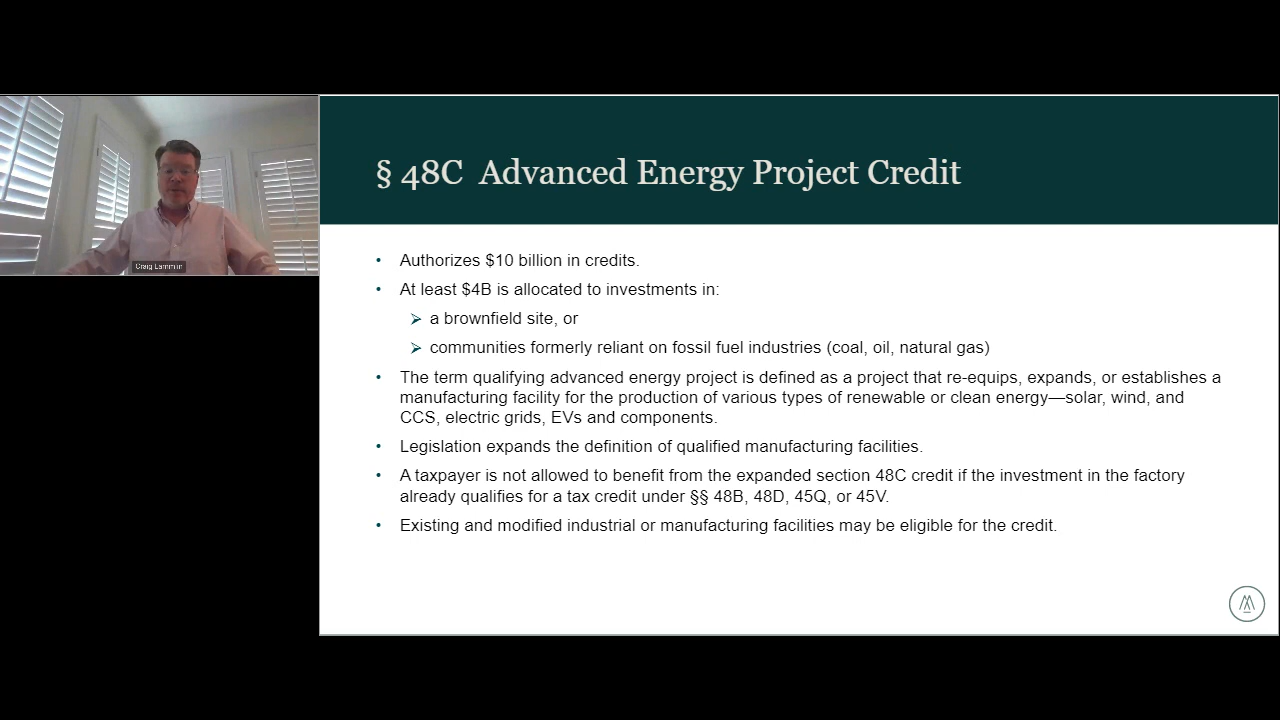 § 48C Advanced Energy Project Credit
Craig Lammlin
• Authorizes $10 billion in credits.
• At least $4B is allocated to investments in:
➢ a brownfield site, or
➢ communities formerly reliant on fossil fuel industries (coal, oil, natural gas)
• The term qualifying advanced energy project is defined as a project that re-equips, expands, or establishes a
manufacturing facility for the production of various types of renewable or clean energy—solar, wind, and
CCS, electric grids, EVs and components.
• Legislation expands the definition of qualified manufacturing facilities.
• A taxpayer is not allowed to benefit from the expanded section 48C credit if the investment in the factory
already qualifies for a tax credit under §§ 48B, 48D, 45Q, or 45V.
• Existing and modified industrial or manufacturing facilities may be eligible for the credit.